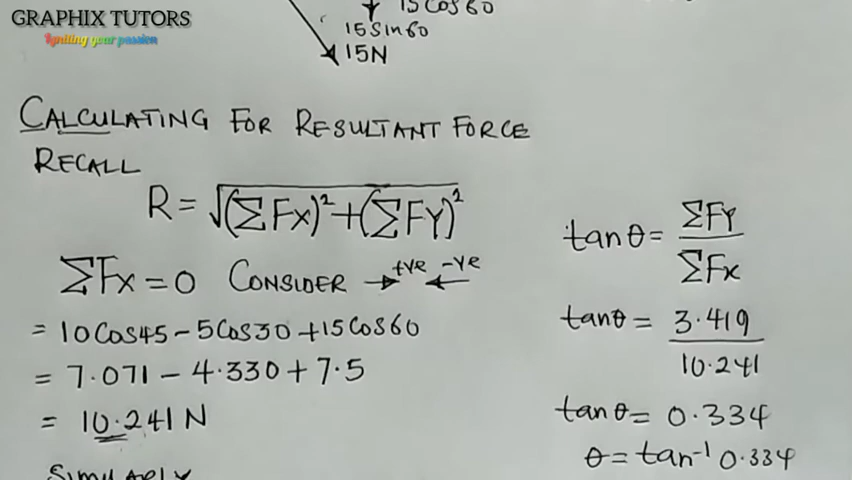 GRAPHIX TUTORS
Igniting your passion
15Cos60
15Sin60
15N
CALCULATING FOR RESULTANT FORCE
RECALL
R = √(ΣFx)² + (ΣFY)²
ΣFx = 0 CONSIDER +ve → -ve ←
= 10Cos45 - 5Cos30 + 15Cos60
= 7.071 - 4.330 + 7.5
= 10.241 N
SIMILARLY
tanθ = ΣFY / ΣFx
tanθ = 3.419 / 10.241
tanθ = 0.334
θ = tan⁻¹ 0.334